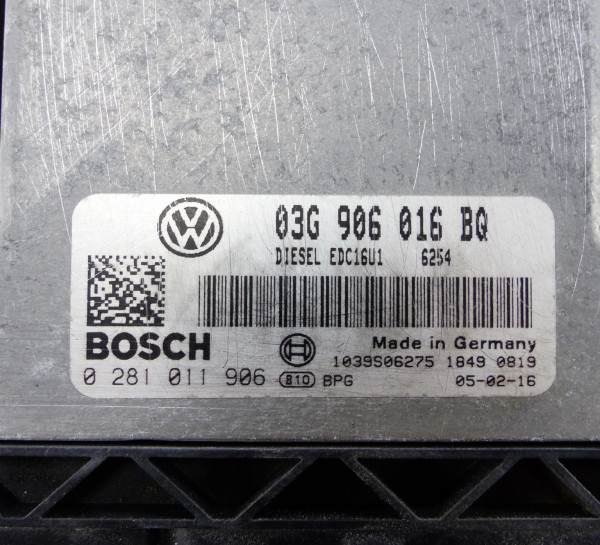 03G 906 016 BQ
DIESEL EDC16U1 6254
BOSCH
Made in Germany
1039S06275 1849 0819
0 281 011 906 810 BPG 05-02-16